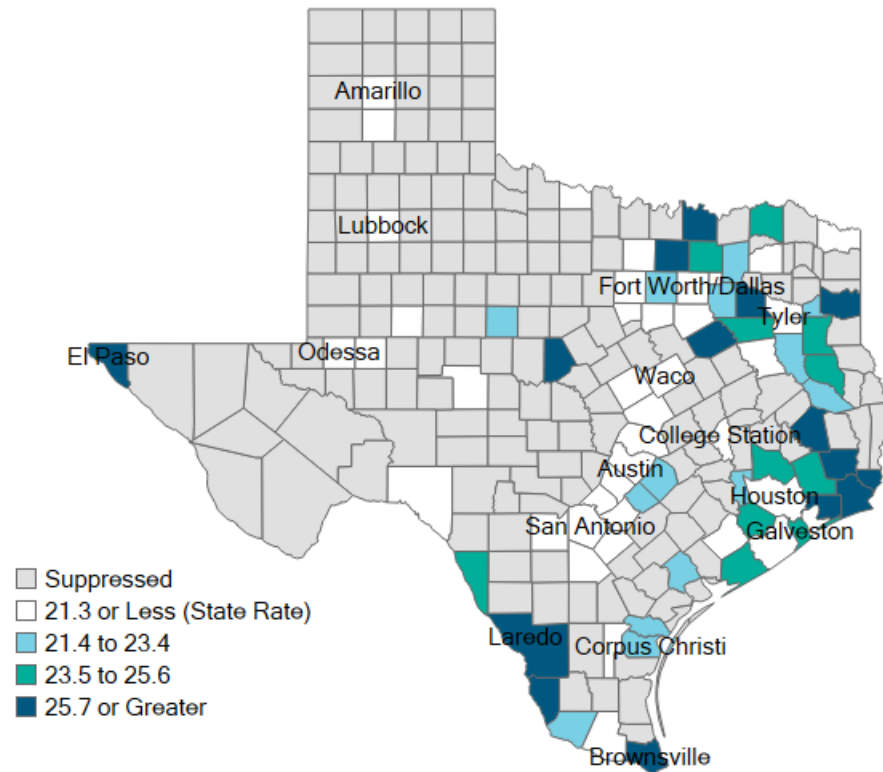 Amarillo
Lubbock
Fort Worth/Dallas
Tyler
El Paso
Odessa
Waco
College Station
Austin
Houston
San Antonio
Galveston
Suppressed
21.3 or Less (State Rate)
21.4 to 23.4
23.5 to 25.6
25.7 or Greater
Laredo
Corpus Christi
Brownsville